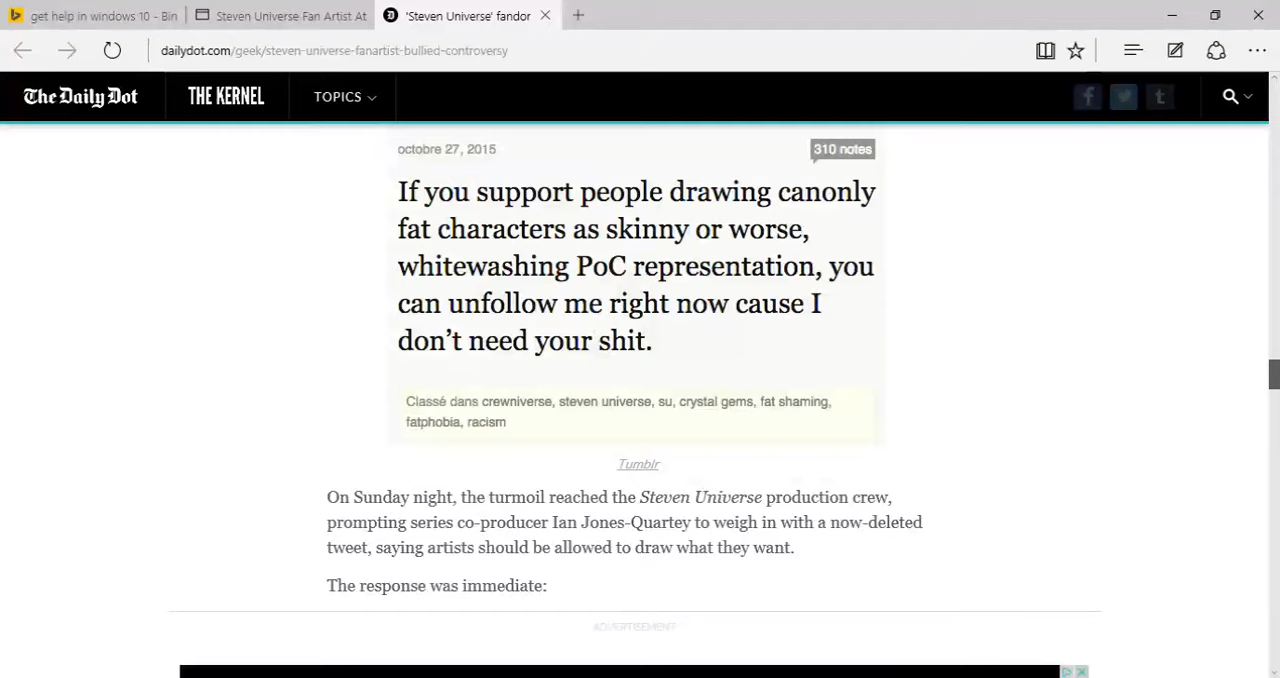 get help in windows 10 - Bin
Steven Universe Fan Artist At
'Steven Universe' fandor
dailydot.com/geek/steven-universe-fanartist-bullied-controversy
The Daily Dot
THE KERNEL
TOPICS
octobre 27, 2015
310 notes
If you support people drawing canonly
fat characters as skinny or worse,
whitewashing PoC representation, you
can unfollow me right now cause I
don't need your shit.
Classé dans crewniverse, steven universe, su, crystal gems, fat shaming,
fatphobia, racism
Tumblr
On Sunday night, the turmoil reached the Steven Universe production crew,
prompting series co-producer Ian Jones-Quartey to weigh in with a now-deleted
tweet, saying artists should be allowed to draw what they want.
The response was immediate:
ADVERTISEMENT